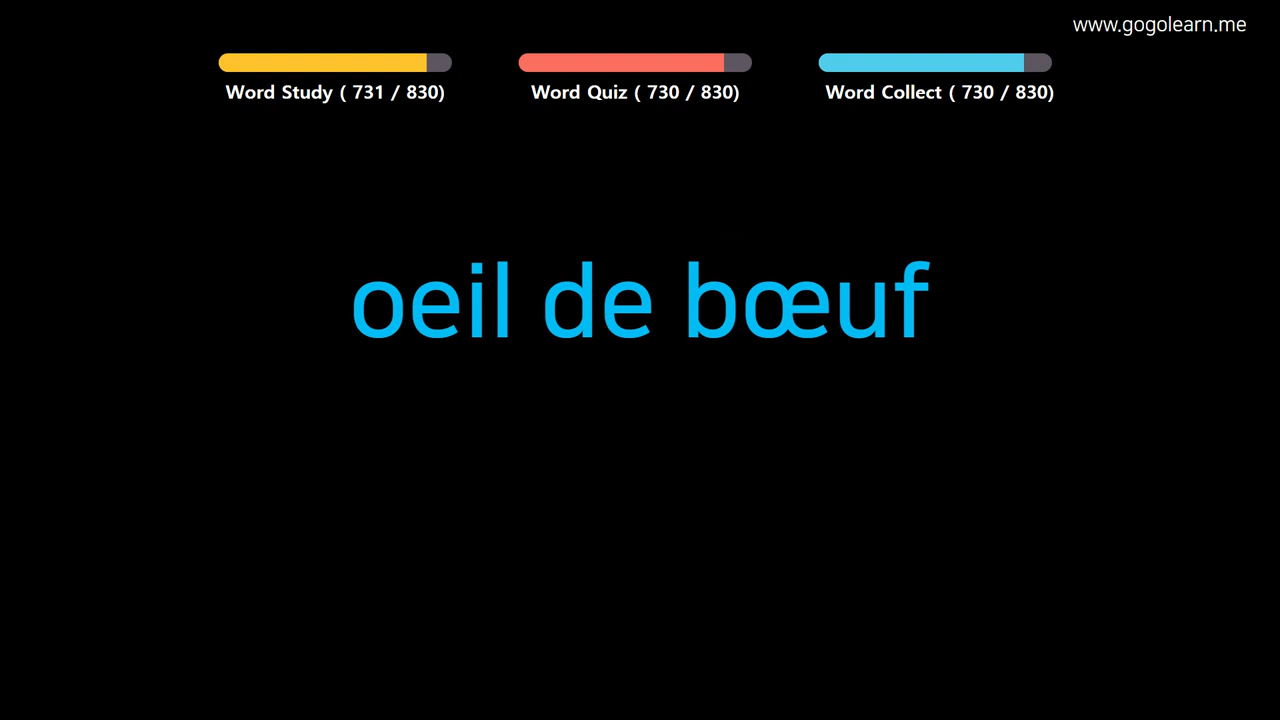 www.gogolearn.me
Word Study ( 731 / 830)
Word Quiz ( 730 / 830)
Word Collect ( 730 / 830)
oeil de bœuf